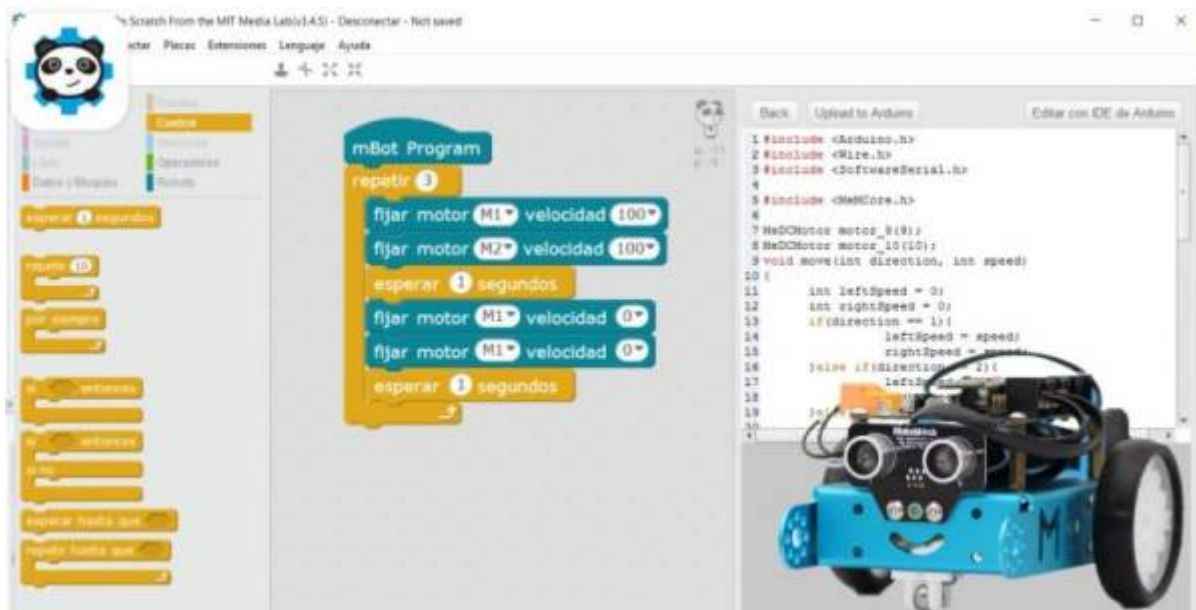 Scratch From the MIT Media Lab(v3.4.5) - Desconectar - Not saved
ectar Placas Extensiones Lenguaje Ayuda
Control
Operadores
Datos y Bloques
Robots
esperar 1 segundos
repetir 10
por siempre
si entonces
si entonces
si no
esperar hasta que
repetir hasta que
mBot Program
repetir 3
fijar motor M1 velocidad 100
fijar motor M2 velocidad 100
esperar 1 segundos
fijar motor M1 velocidad 0
fijar motor M1 velocidad 0
esperar 1 segundos
Back Upload to Arduino Editar con IDE de Arduino
1 #include <Arduino.h>
2 #include <Wire.h>
3 #include <SoftwareSerial.h>
4
5 #include <MeMCore.h>
6
7 MeDCMotor motor_9(9);
8 MeDCMotor motor_10(10);
9 void move(int direction, int speed)
10 {
11 int leftSpeed = 0;
12 int rightSpeed = 0;
13 if(direction == 1){
14 leftSpeed = speed;
15 rightSpeed = speed;
16 }else if(direction == 2){
17
18
19
M